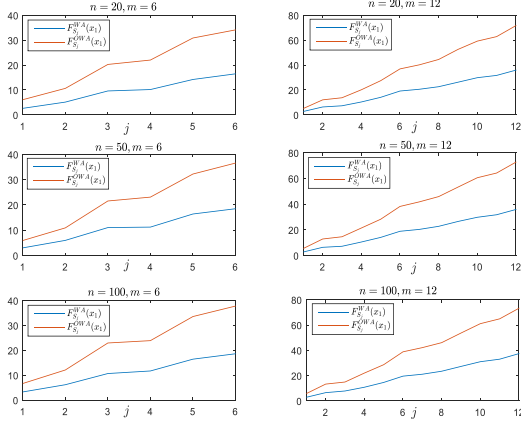 n = 20, m = 6
40
30
20
10
0
F_{S_j}^{WA}(x_1)
F_{S_j}^{OWA}(x_1)
1 2 3 4 5 6
j
n = 20, m = 12
80
60
40
20
0
F_{S_j}^{WA}(x_1)
F_{S_j}^{OWA}(x_1)
2 4 6 8 10 12
j
n = 50, m = 6
40
30
20
10
0
F_{S_j}^{WA}(x_1)
F_{S_j}^{OWA}(x_1)
1 2 3 4 5 6
j
n = 50, m = 12
80
60
40
20
0
F_{S_j}^{WA}(x_1)
F_{S_j}^{OWA}(x_1)
2 4 6 8 10 12
j
n = 100, m = 6
40
30
20
10
0
F_{S_j}^{WA}(x_1)
F_{S_j}^{OWA}(x_1)
1 2 3 4 5 6
j
n = 100, m = 12
80
60
40
20
0
F_{S_j}^{WA}(x_1)
F_{S_j}^{OWA}(x_1)
2 4 6 8 10 12
j